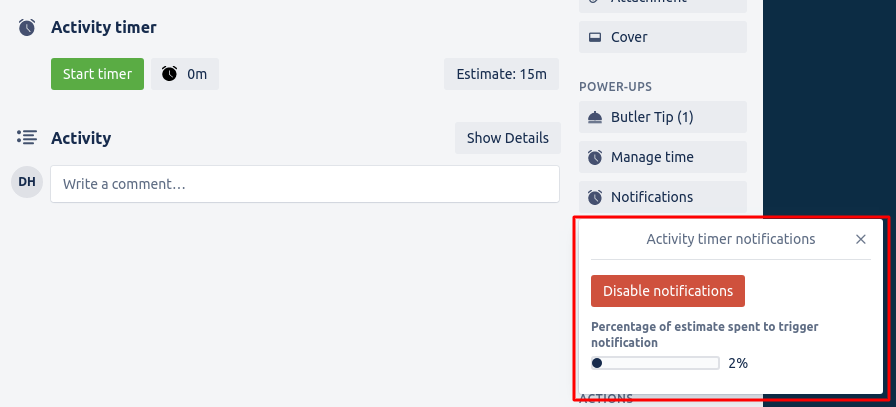 Activity timer
Start timer
0m
Estimate: 15m
Activity
Show Details
DH
Write a comment...
Attachment
Cover
POWER-UPS
Butler Tip (1)
Manage time
Notifications
Activity timer notifications
Disable notifications
Percentage of estimate spent to trigger
notification
2%
ACTIONS